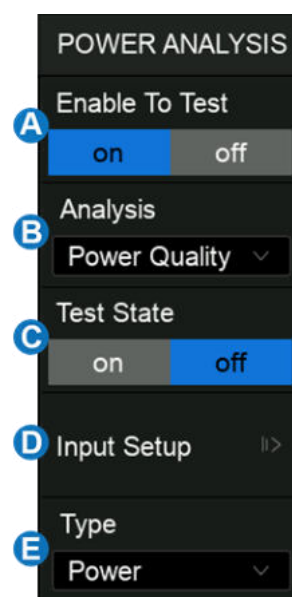 POWER ANALYSIS
Enable To Test
A
on off
Analysis
B
Power Quality
Test State
C
on off
D Input Setup
Type
E
Power